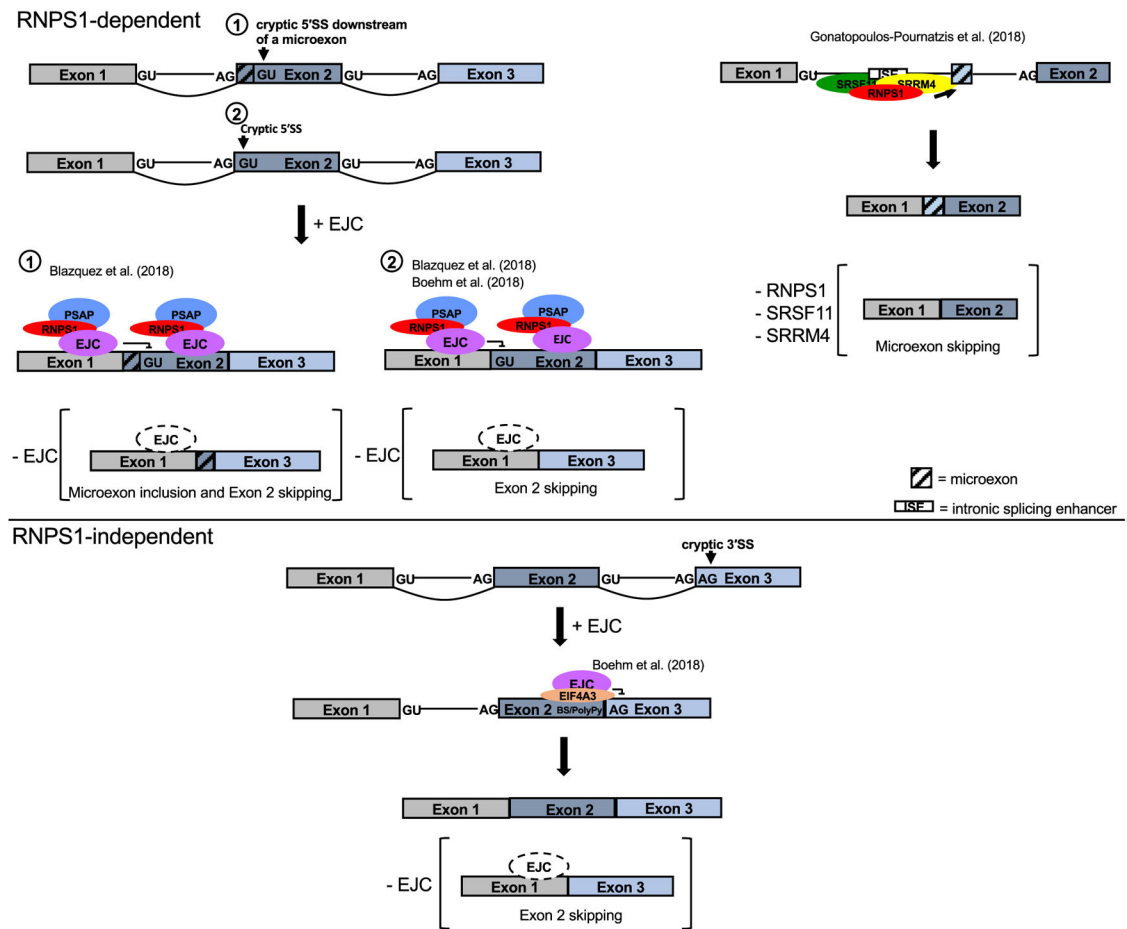 RNPS1-dependent
1
cryptic 5'SS downstream
of a microexon
Exon 1
GU
AG
GU
Exon 2
GU
AG
Exon 3
2
Cryptic 5'SS
Exon 1
GU
AG
GU
Exon 2
GU
AG
Exon 3
+ EJC
1
Blazquez et al. (2018)
PSAP
PSAP
RNPS1
RNPS1
EJC
EJC
Exon 1
GU
Exon 2
Exon 3
- EJC
EJC
Exon 1
Exon 3
Microexon inclusion and Exon 2 skipping
2
Blazquez et al. (2018)
Boehm et al. (2018)
PSAP
PSAP
RNPS1
RNPS1
EJC
EJC
Exon 1
GU
Exon 2
Exon 3
- EJC
EJC
Exon 1
Exon 3
Exon 2 skipping
Gonatopoulos-Pournatzis et al. (2018)
Exon 1
GU
ISE
SRSF11
SRRM4
RNPS1
AG
Exon 2
Exon 1
Exon 2
- RNPS1
- SRSF11
- SRRM4
Exon 1
Exon 2
Microexon skipping
= microexon
ISE = intronic splicing enhancer
RNPS1-independent
cryptic 3'SS
Exon 1
GU
AG
Exon 2
GU
AG
AG
Exon 3
+ EJC
Boehm et al. (2018)
EJC
EIF4A3
Exon 1
GU
AG
Exon 2
BS/PolyPy
AG
Exon 3
Exon 1
Exon 2
Exon 3
- EJC
EJC
Exon 1
Exon 3
Exon 2 skipping